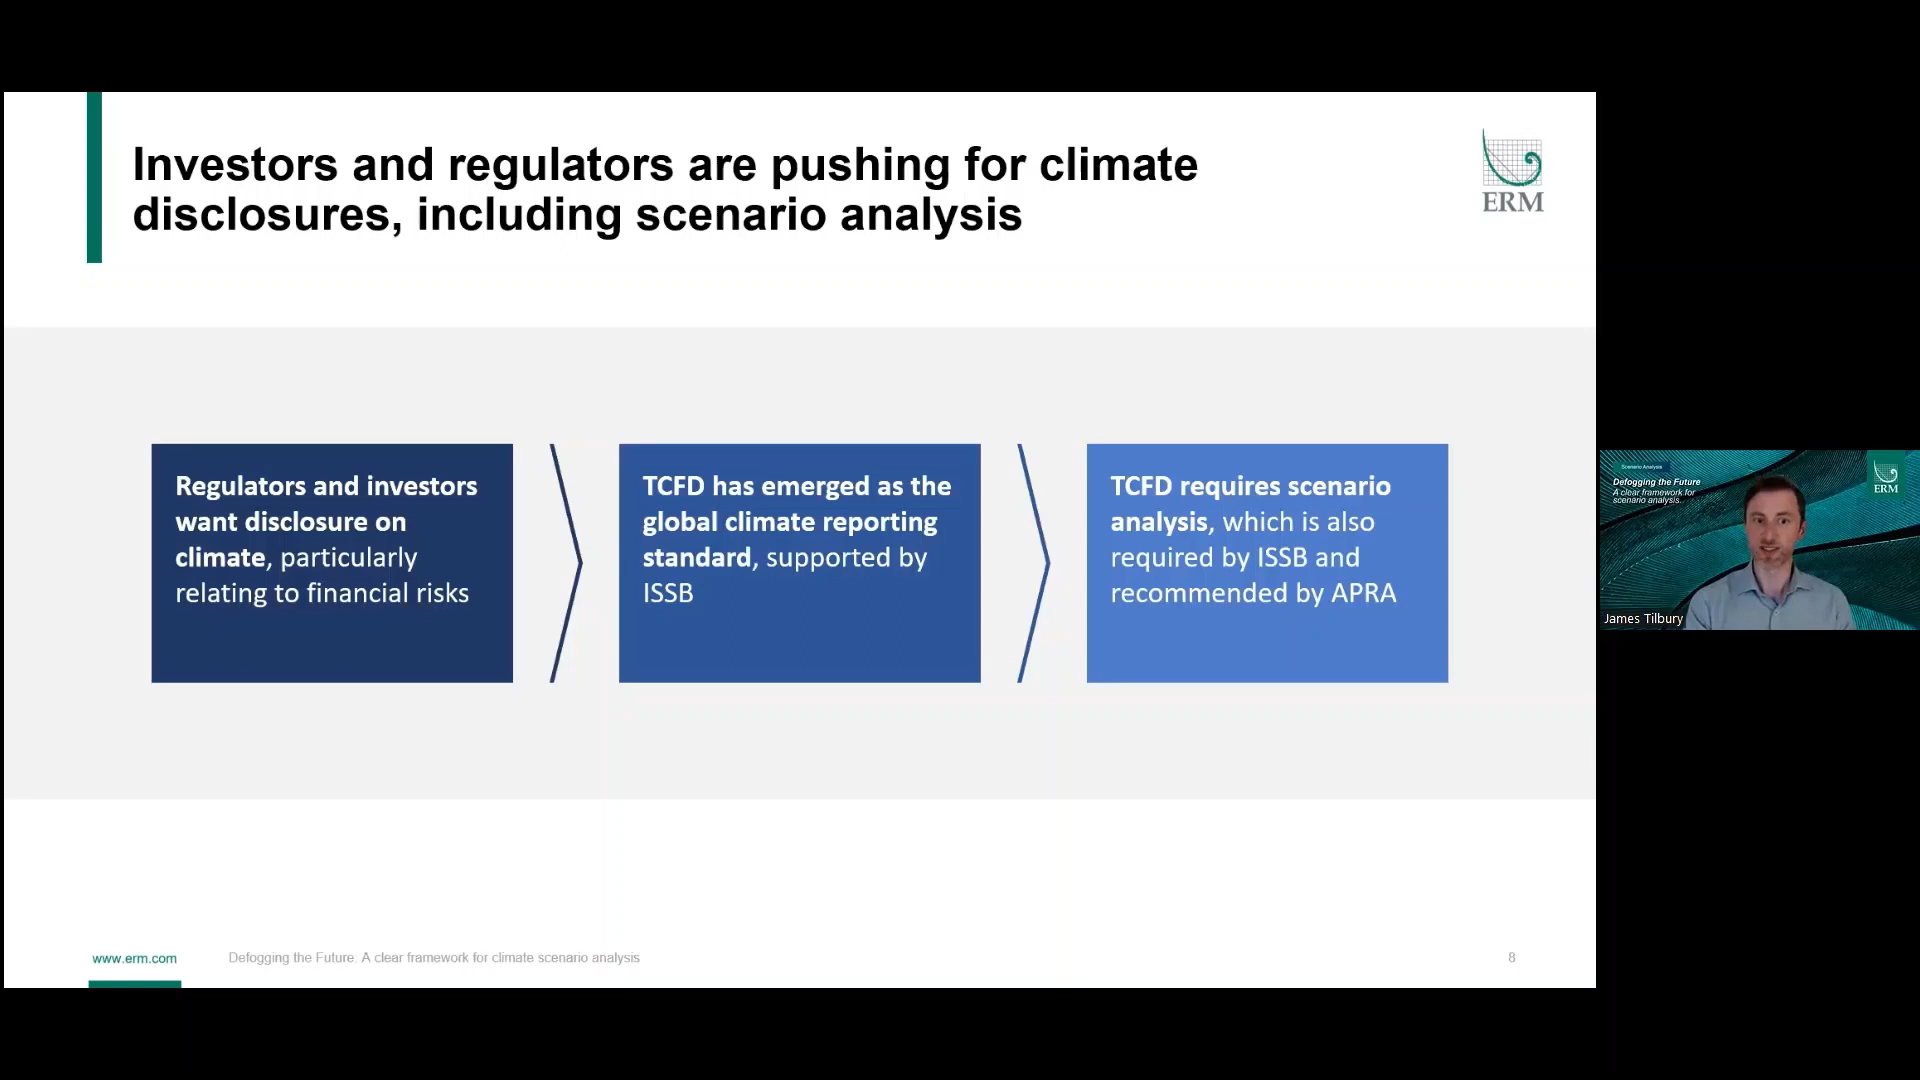 Investors and regulators are pushing for climate
disclosures, including scenario analysis
ERM
Regulators and investors
want disclosure on
climate, particularly
relating to financial risks
TCFD has emerged as the
global climate reporting
standard, supported by
ISSB
TCFD requires scenario
analysis, which is also
required by ISSB and
recommended by APRA
Scenario Analysis
Defogging the Future
A clear framework for
scenario analysis
ERM
James Tilbury
www.erm.com
Defogging the Future: A clear framework for climate scenario analysis
8